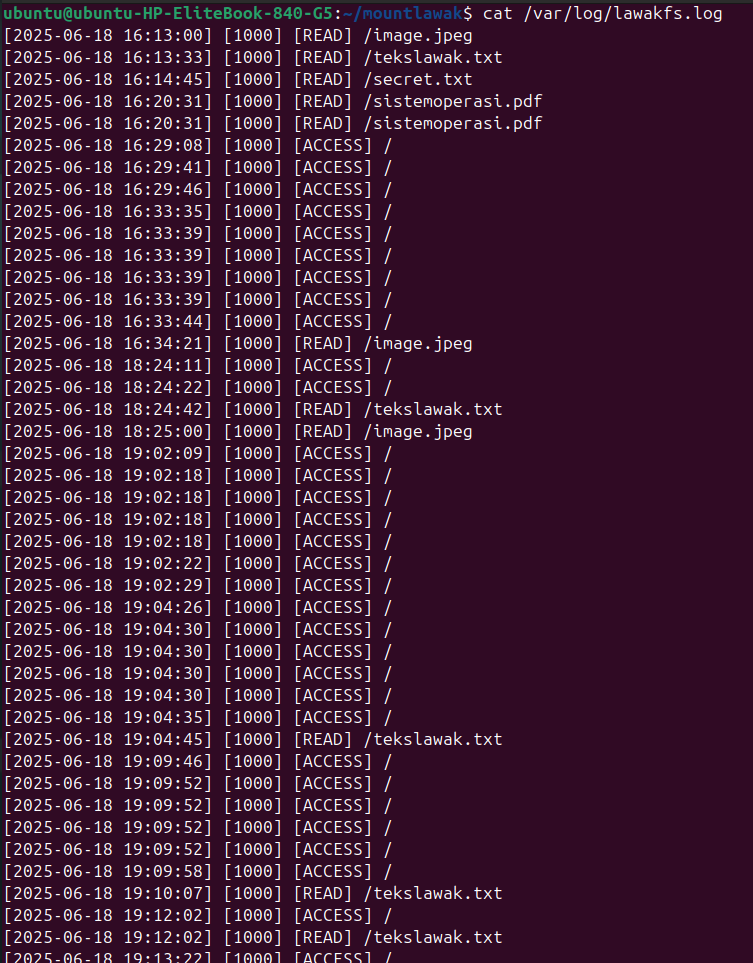 ubuntu@ubuntu-HP-EliteBook-840-G5:~/mountlawak$ cat /var/log/lawakfs.log
[2025-06-18 16:13:00] [1000] [READ] /image.jpeg
[2025-06-18 16:13:33] [1000] [READ] /tekslawak.txt
[2025-06-18 16:14:45] [1000] [READ] /secret.txt
[2025-06-18 16:20:31] [1000] [READ] /sistemoperasi.pdf
[2025-06-18 16:20:31] [1000] [READ] /sistemoperasi.pdf
[2025-06-18 16:29:08] [1000] [ACCESS] /
[2025-06-18 16:29:41] [1000] [ACCESS] /
[2025-06-18 16:29:46] [1000] [ACCESS] /
[2025-06-18 16:33:35] [1000] [ACCESS] /
[2025-06-18 16:33:39] [1000] [ACCESS] /
[2025-06-18 16:33:39] [1000] [ACCESS] /
[2025-06-18 16:33:39] [1000] [ACCESS] /
[2025-06-18 16:33:39] [1000] [ACCESS] /
[2025-06-18 16:33:44] [1000] [ACCESS] /
[2025-06-18 16:34:21] [1000] [READ] /image.jpeg
[2025-06-18 18:24:11] [1000] [ACCESS] /
[2025-06-18 18:24:22] [1000] [ACCESS] /
[2025-06-18 18:24:42] [1000] [READ] /tekslawak.txt
[2025-06-18 18:25:00] [1000] [READ] /image.jpeg
[2025-06-18 19:02:09] [1000] [ACCESS] /
[2025-06-18 19:02:18] [1000] [ACCESS] /
[2025-06-18 19:02:18] [1000] [ACCESS] /
[2025-06-18 19:02:18] [1000] [ACCESS] /
[2025-06-18 19:02:18] [1000] [ACCESS] /
[2025-06-18 19:02:22] [1000] [ACCESS] /
[2025-06-18 19:02:29] [1000] [ACCESS] /
[2025-06-18 19:04:26] [1000] [ACCESS] /
[2025-06-18 19:04:30] [1000] [ACCESS] /
[2025-06-18 19:04:30] [1000] [ACCESS] /
[2025-06-18 19:04:30] [1000] [ACCESS] /
[2025-06-18 19:04:30] [1000] [ACCESS] /
[2025-06-18 19:04:35] [1000] [ACCESS] /
[2025-06-18 19:04:45] [1000] [READ] /tekslawak.txt
[2025-06-18 19:09:46] [1000] [ACCESS] /
[2025-06-18 19:09:52] [1000] [ACCESS] /
[2025-06-18 19:09:52] [1000] [ACCESS] /
[2025-06-18 19:09:52] [1000] [ACCESS] /
[2025-06-18 19:09:52] [1000] [ACCESS] /
[2025-06-18 19:09:58] [1000] [ACCESS] /
[2025-06-18 19:10:07] [1000] [READ] /tekslawak.txt
[2025-06-18 19:12:02] [1000] [ACCESS] /
[2025-06-18 19:12:02] [1000] [READ] /tekslawak.txt
[2025-06-18 19:13:22] [1000] [ACCESS] /